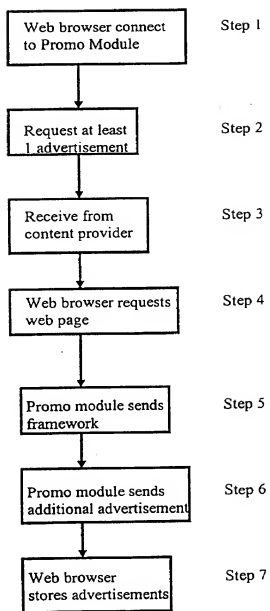 Web browser connect
to Promo Module
Step 1
Request at least
1 advertisement
Step 2
Receive from
content provider
Step 3
Web browser requests
web page
Step 4
Promo module sends
framework
Step 5
Promo module sends
additional advertisement
Step 6
Web browser
stores advertisements
Step 7